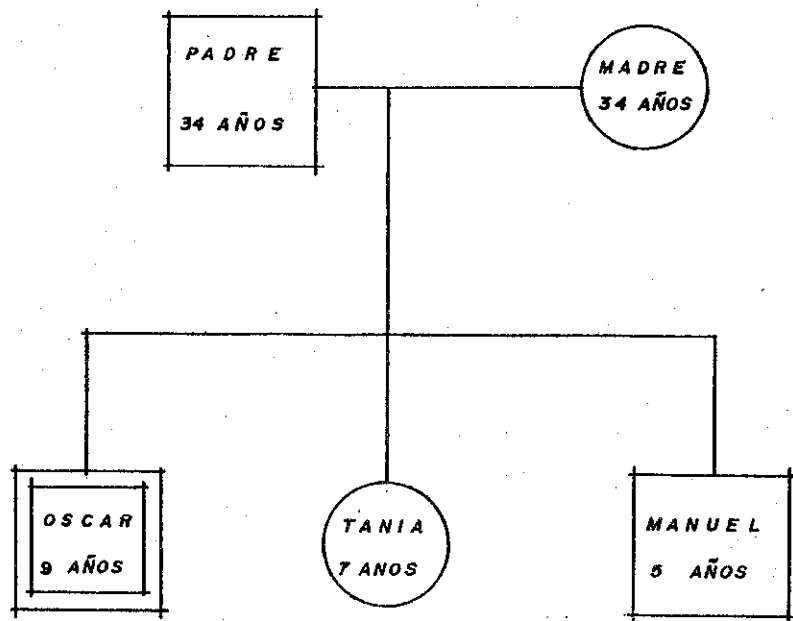 PADRE
34 AÑOS
MADRE
34 AÑOS
OSCAR
9 AÑOS
TANIA
7 ANOS
MANUEL
5 AÑOS